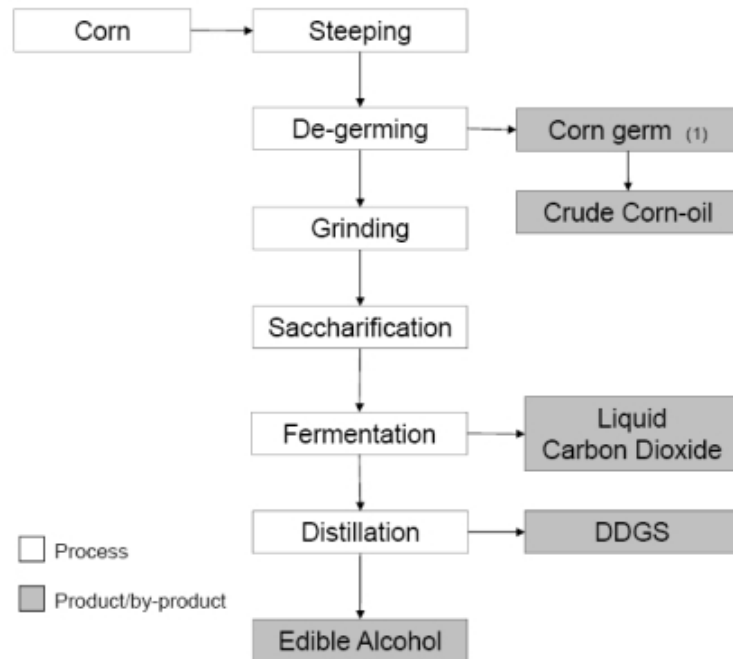 Corn
Steeping
De-germing
Corn germ (1)
Crude Corn-oil
Grinding
Saccharification
Fermentation
Liquid
Carbon Dioxide
Distillation
DDGS
Process
Product/by-product
Edible Alcohol